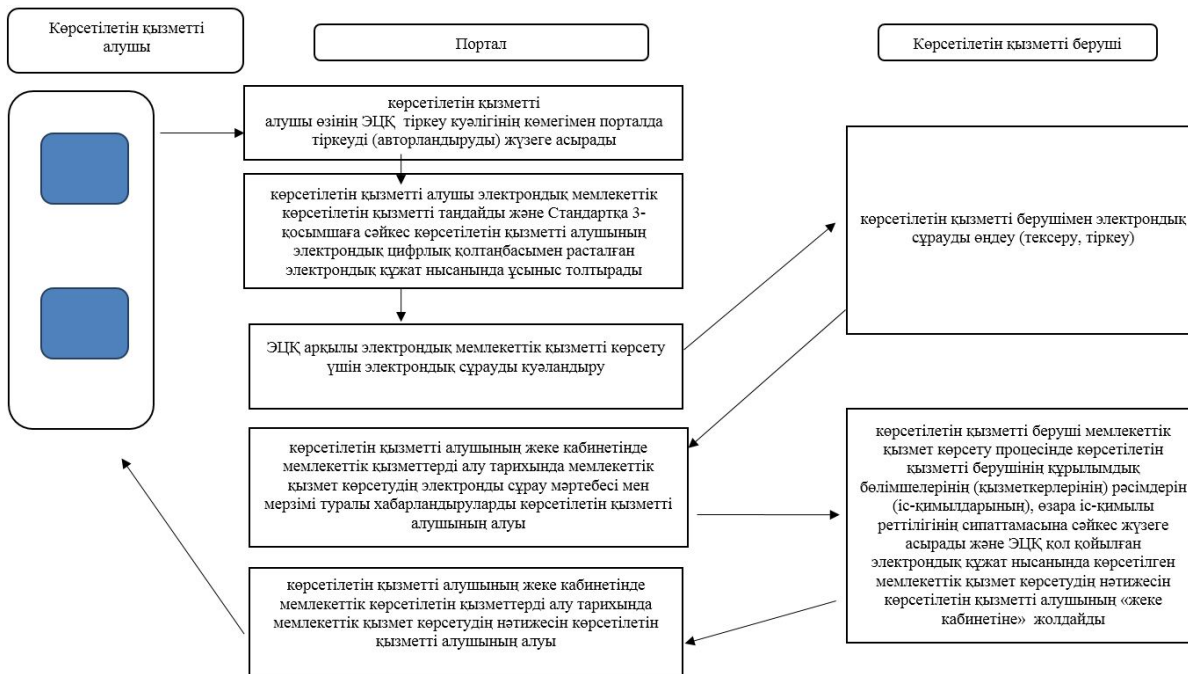 Көрсетілетін қызметті
алушы
Портал
Көрсетілетін қызметті беруші
көрсетілетін қызметті
алушы өзінің ЭЦҚ тіркеу куәлігінің көмегімен порталда
тіркеуді (авторландыруды) жүзеге асырады
көрсетілетін қызметті алушы электрондық мемлекеттік
көрсетілетін қызметті таңдайды және Стандартқа 3-
қосымшаға сәйкес көрсетілетін қызметті алушының
электрондық цифрлық қолтаңбасымен расталған
электрондық құжат нысанында ұсыныс толтырады
ЭЦҚ арқылы электрондық мемлекеттік қызметті көрсету
үшін электрондық сұрауды куәландыру
көрсетілетін қызметті берушімен электрондық
сұрауды өңдеу (тексеру, тіркеу)
көрсетілетін қызметті алушының жеке кабинетінде
мемлекеттік қызметтерді алу тарихында мемлекеттік
қызмет көрсетудің электронды сұрау мәртебесі мен
мерзімі туралы хабарландыруларды көрсетілетін қызметті
алушының алуы
көрсетілетін қызметті беруші мемлекеттік
қызмет көрсету процесінде көрсетілетін
қызметті берушінің құрылымдық
бөлімшелерінің (қызметкерлерінің) рәсімдерін
(іс-қимылдарының), өзара іс-қимылы
реттілігінің сипаттамасына сәйкес жүзеге
асырады және ЭЦҚ қол қойылған
электрондық құжат нысанында көрсетілген
мемлекеттік қызмет көрсетудің нәтижесін
көрсетілетін қызметті алушының «жеке
кабинетіне» жолдайды
көрсетілетін қызметті алушының жеке кабинетінде
мемлекеттік көрсетілетін қызметтерді алу тарихында
мемлекеттік қызмет көрсетудің нәтижесін көрсетілетін
қызметті алушының алуы